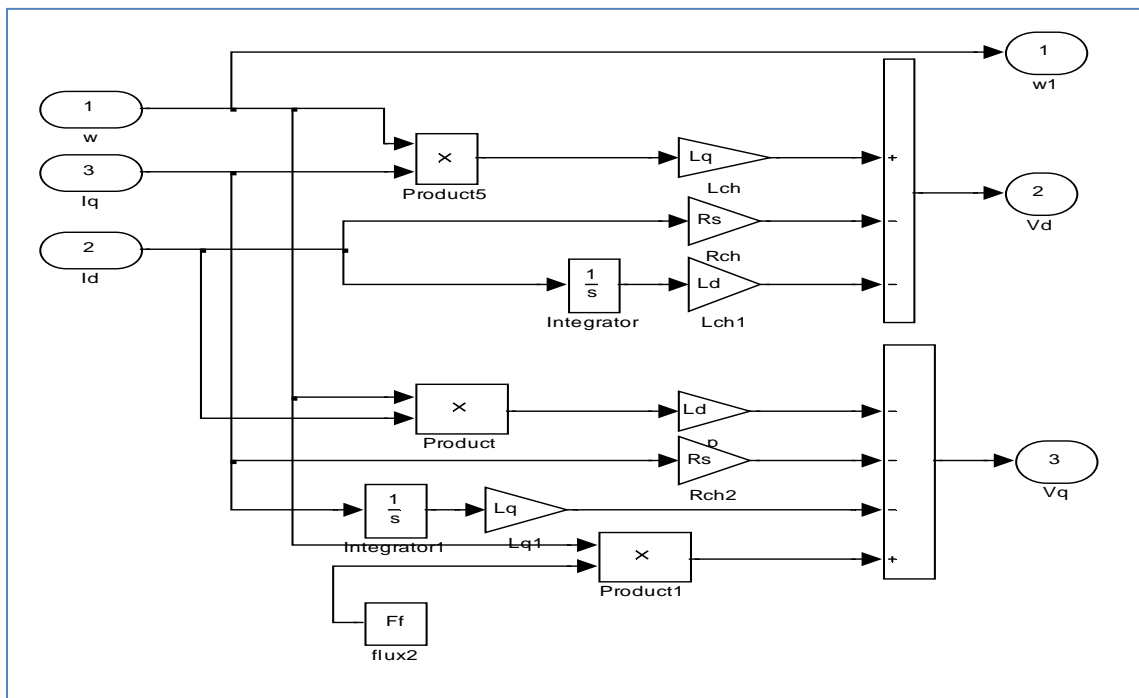 1
w1
1
w
×
Product5
Lq
Lch
+
3
Iq
2
Vd
Rs
Rch
−
2
Id
1
s
Integrator
Ld
Lch1
−
×
Product
Ld
p
−
Rs
Rch2
−
3
Vq
1
s
Integrator1
Lq
Lq1
−
×
Product1
+
Ff
flux2